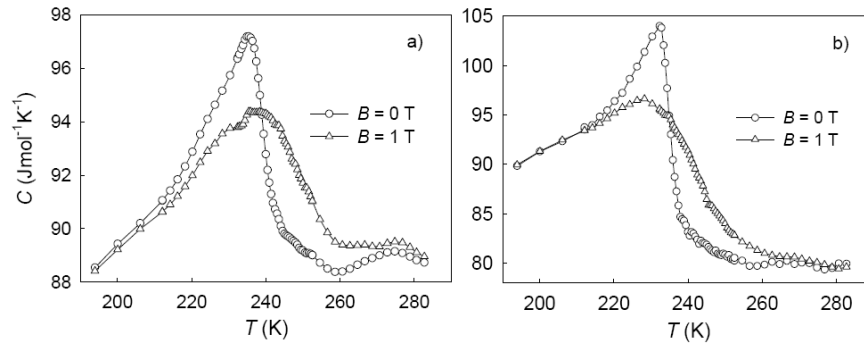 98
96
94
92
90
88
C (Jmol⁻¹K⁻¹)
a)
B = 0 T
B = 1 T
200 220 240 260 280
T (K)
105
100
95
90
85
80
b)
B = 0 T
B = 1 T
200 220 240 260 280
T (K)